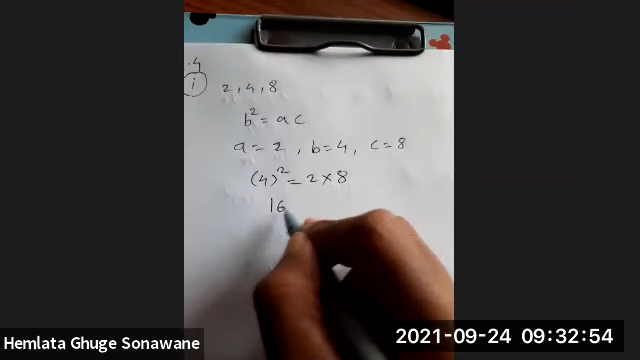 .4
i 2, 4, 8
b² = ac
a = 2, b = 4, c = 8
(4)² = 2 × 8
16
Hemlata Ghuge Sonawane
2021-09-24 09:32:54